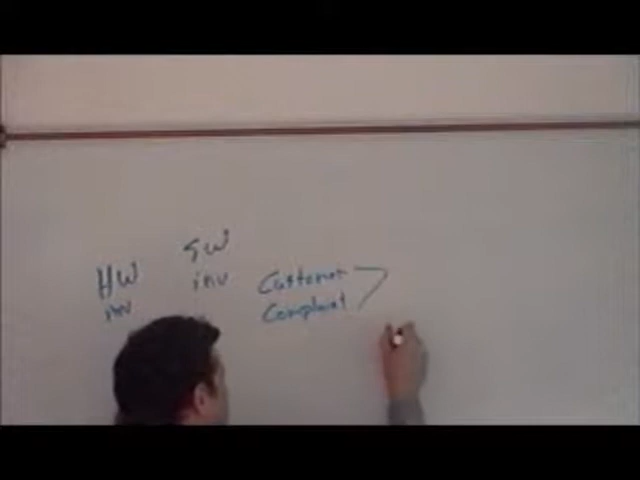 HW
inv
SW
inv
Customer
Complaint